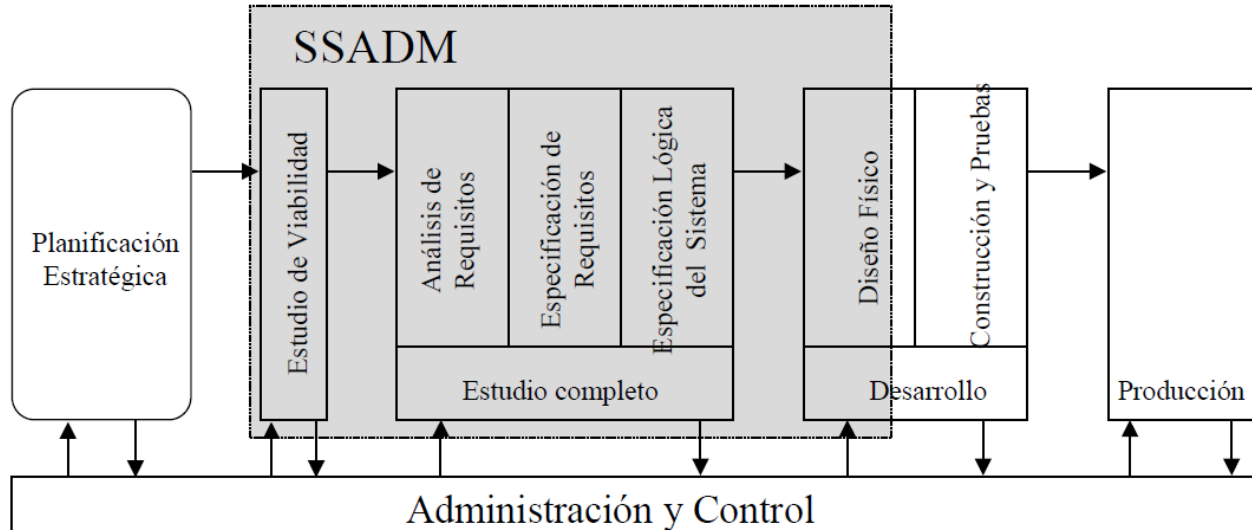 SSADM
Planificación
Estratégica
Estudio de Viabilidad
Análisis de
Requisitos
Especificación de
Requisitos
Especificación Lógica
del Sistema
Estudio completo
Diseño Físico
Construcción y Pruebas
Desarrollo
Producción
Administración y Control